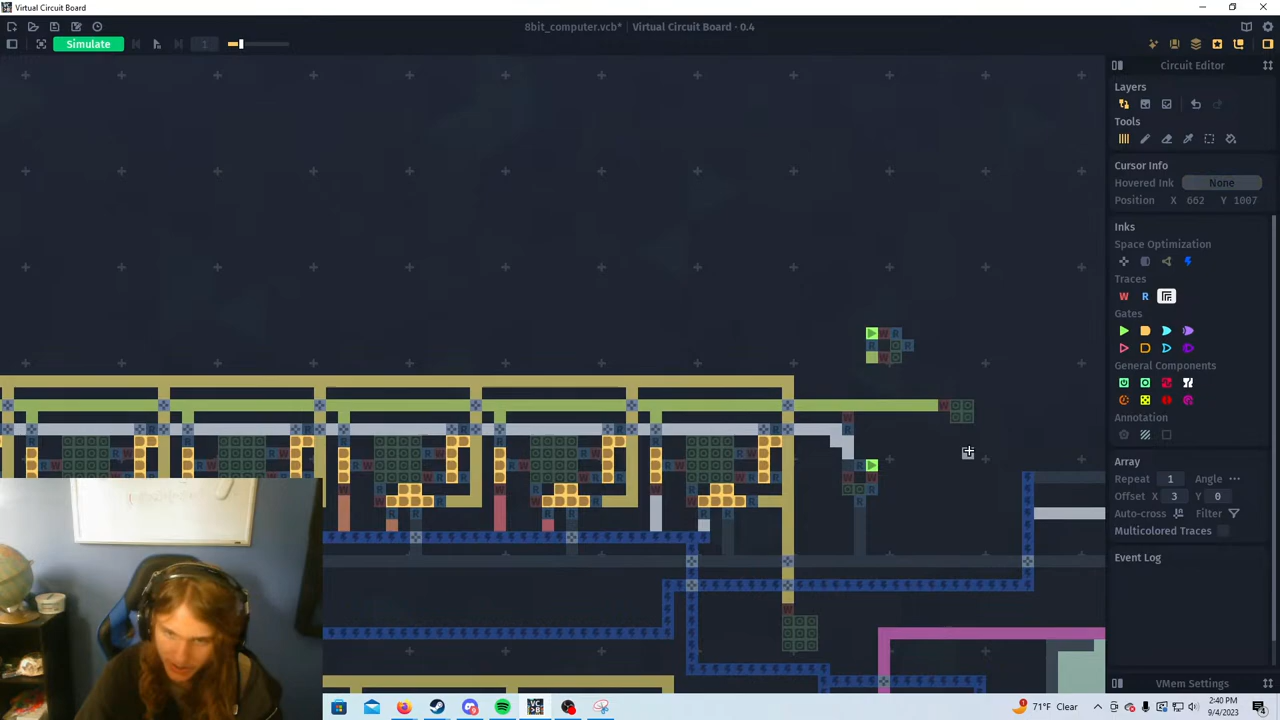 Virtual Circuit Board
8bit_computer.vcb* | Virtual Circuit Board - 0.4
Simulate
1
Circuit Editor
Layers
Tools
Cursor Info
Hovered Ink None
Position X 662 Y 1007
Inks
Space Optimization
Traces
W R
Gates
General Components
Annotation
Array
Repeat 1 Angle ...
Offset X 3 Y 0
Auto-cross Filter
Multicolored Traces
Event Log
VMem Settings
71°F Clear
2:40 PM
9/4/2023